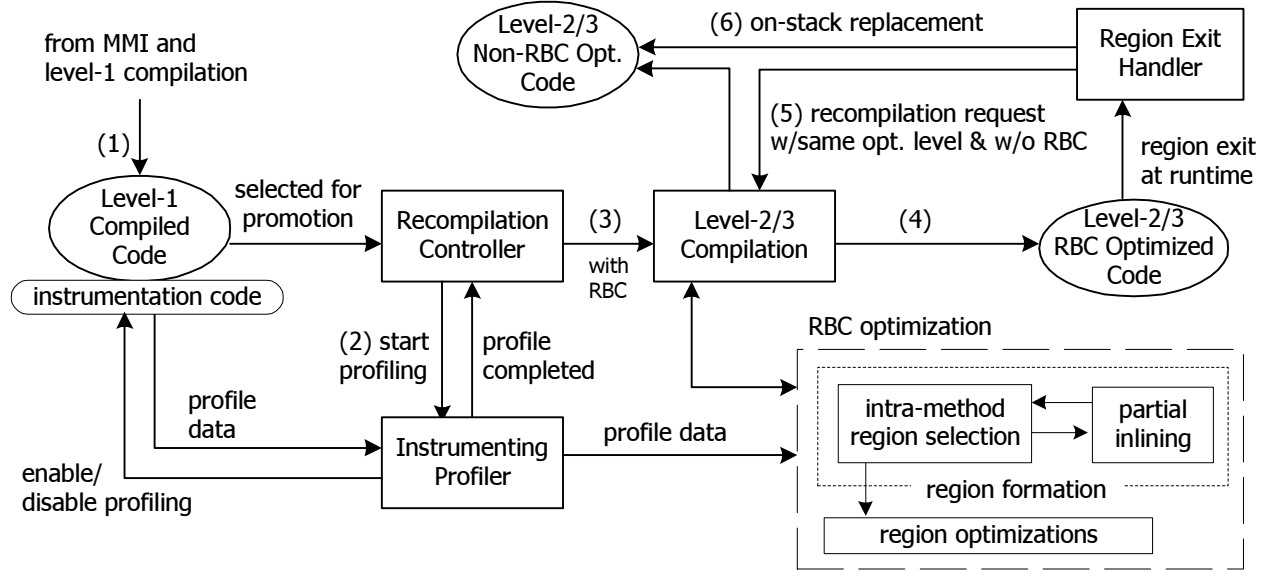 from MMI and
level-1 compilation
(1)
Level-1
Compiled
Code
instrumentation code
selected for
promotion
Recompilation
Controller
(2) start
profiling
profile
completed
profile
data
enable/
disable profiling
Instrumenting
Profiler
profile data
(3)
with
RBC
Level-2/3
Compilation
(4)
Level-2/3
RBC Optimized
Code
region exit
at runtime
Region Exit
Handler
(5) recompilation request
w/same opt. level & w/o RBC
(6) on-stack replacement
Level-2/3
Non-RBC Opt.
Code
RBC optimization
intra-method
region selection
partial
inlining
region formation
region optimizations